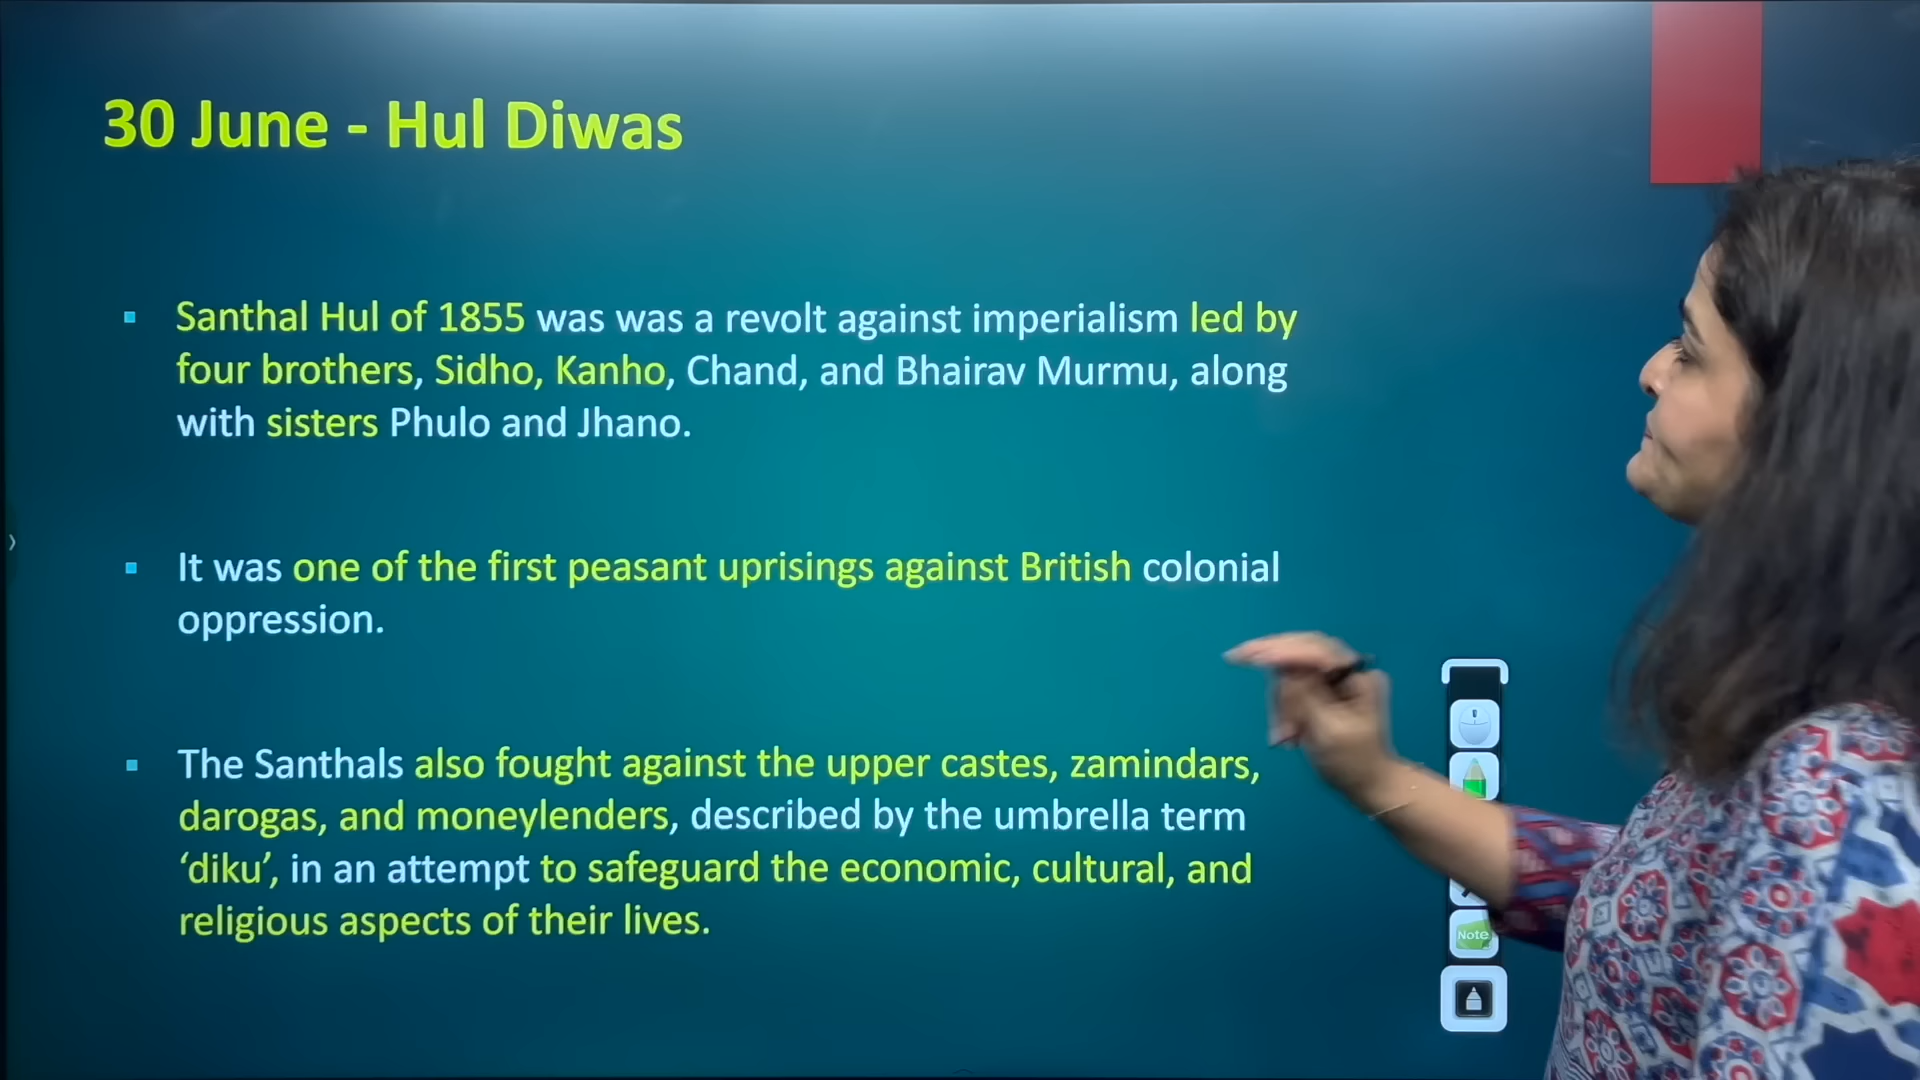 30 June - Hul Diwas
Santhal Hul of 1855 was was a revolt against imperialism led by
four brothers, Sidho, Kanho, Chand, and Bhairav Murmu, along
with sisters Phulo and Jhano.
It was one of the first peasant uprisings against British colonial
oppression.
The Santhals also fought against the upper castes, zamindars,
darogas, and moneylenders, described by the umbrella term
‘diku’, in an attempt to safeguard the economic, cultural, and
religious aspects of their lives.
Note